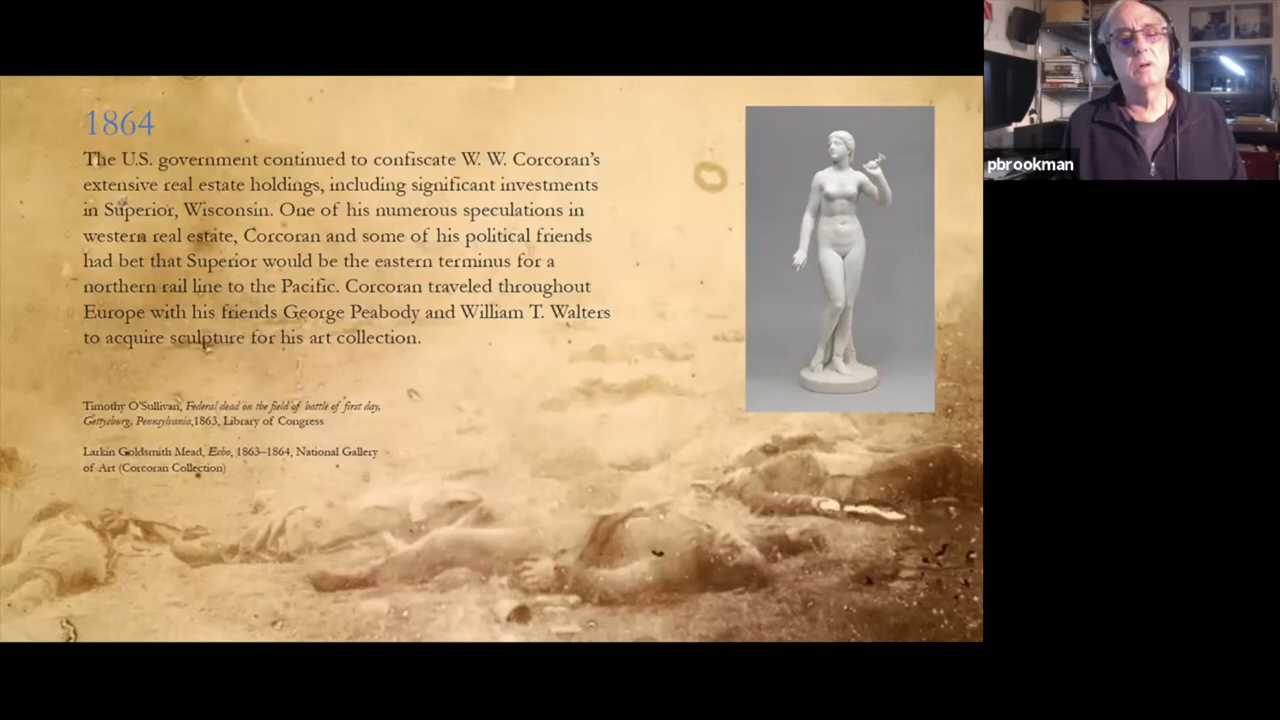 1864
The U.S. government continued to confiscate W. W. Corcoran's
extensive real estate holdings, including significant investments
in Superior, Wisconsin. One of his numerous speculations in
western real estate, Corcoran and some of his political friends
had bet that Superior would be the eastern terminus for a
northern rail line to the Pacific. Corcoran traveled throughout
Europe with his friends George Peabody and William T. Walters
to acquire sculpture for his art collection.
Timothy O'Sullivan, Federal dead on the field of battle of first day,
Gettysburg, Pennsylvania,1863, Library of Congress
Larkin Goldsmith Mead, Echo, 1863–1864, National Gallery
of Art (Corcoran Collection)
pbrookman